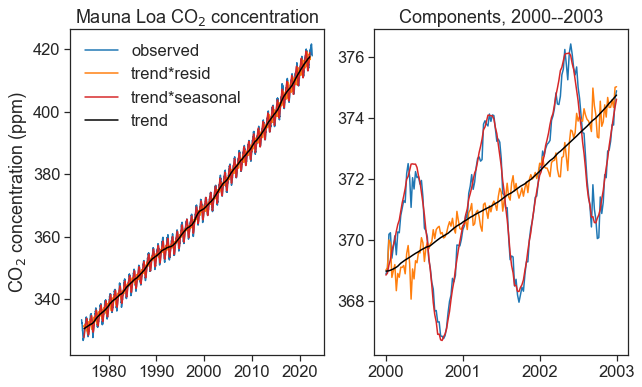 Mauna Loa CO₂ concentration
CO₂ concentration (ppm)
420
400
380
360
340
1980 1990 2000 2010 2020
observed
trend*resid
trend*seasonal
trend
Components, 2000--2003
376
374
372
370
368
2000 2001 2002 2003